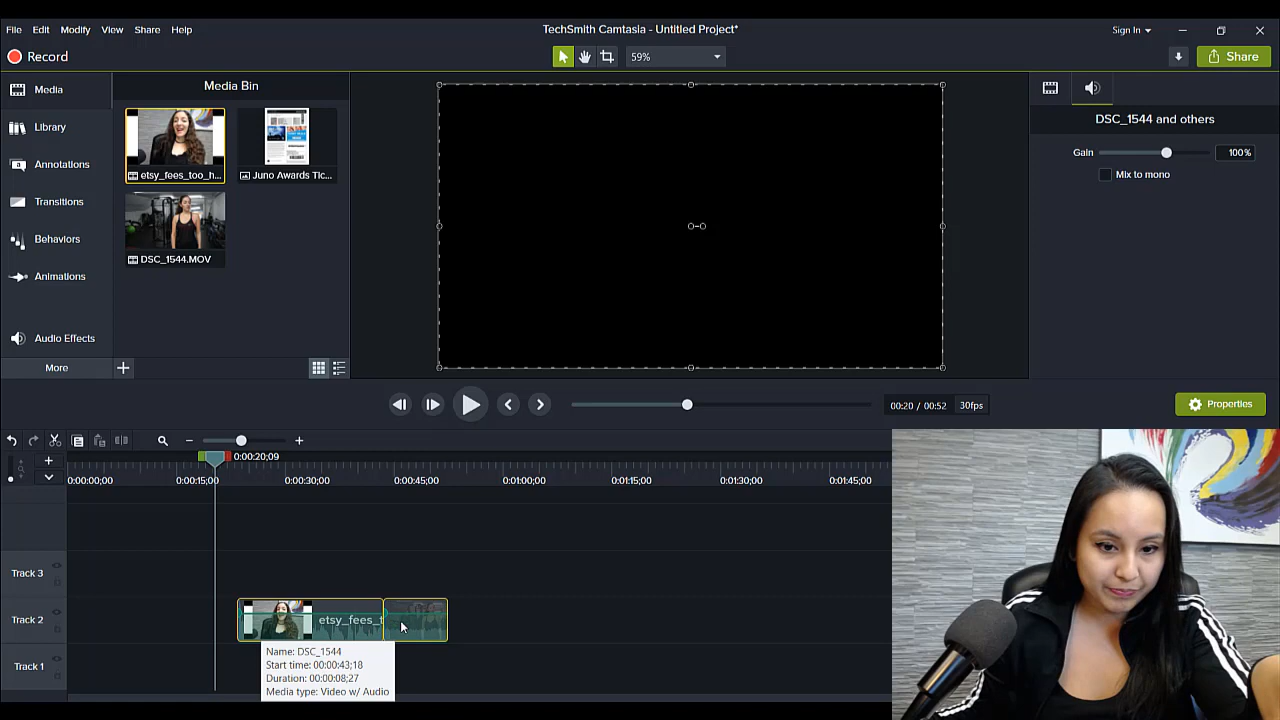 TechSmith Camtasia - Untitled Project*
File Edit Modify View Share Help
Sign In
Record
59%
Share
Media
Library
Annotations
Transitions
Behaviors
Animations
Audio Effects
More
Media Bin
etsy_fees_too_h...
Juno Awards Tic...
DSC_1544.MOV
DSC_1544 and others
Gain 100%
Mix to mono
00:20 / 00:52 30fps
Properties
0:00:20;09
0:00:00;00 0:00:15;00 0:00:30;00 0:00:45;00 0:01:00;00 0:01:15;00 0:01:30;00 0:01:45;00
Track 3
Track 2
etsy_fees_t
Track 1
Name: DSC_1544
Start time: 00:00:43;18
Duration: 00:00:08;27
Media type: Video w/ Audio